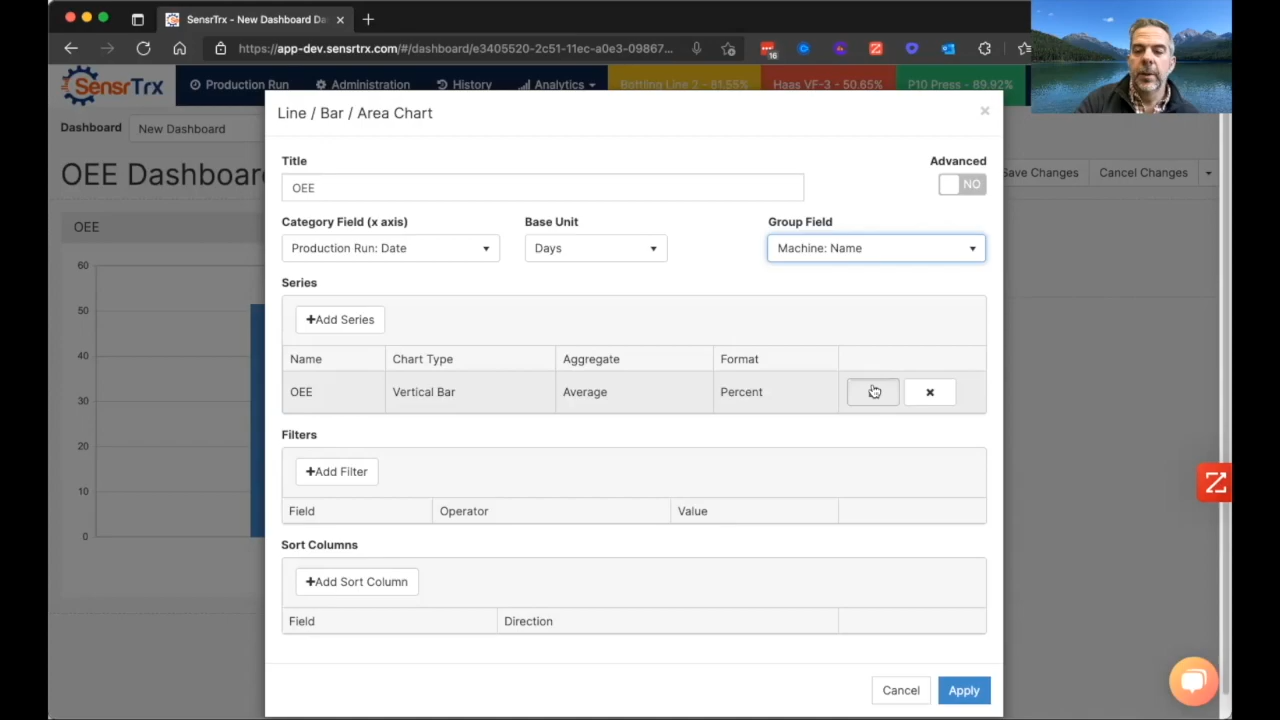 SensrTrx - New Dashboard Da
https://app-dev.sensrtrx.com/#/dashboard/e3405520-2c51-11ec-a0e3-09867...
16
SensrTrx
Production Run
Administration
History
Analytics
Bottling Line 2 - 81.55%
Haas VF-3 - 50.65%
P10 Press - 89.92%
Dashboard
New Dashboard
OEE Dashboar
Save Changes
Cancel Changes
OEE
60
50
40
30
20
10
0
Line / Bar / Area Chart
×
Title
Advanced
OEE
NO
Category Field (x axis)
Base Unit
Group Field
Production Run: Date
Days
Machine: Name
Series
+Add Series
Name
Chart Type
Aggregate
Format
OEE
Vertical Bar
Average
Percent
Filters
+Add Filter
Field
Operator
Value
Sort Columns
+Add Sort Column
Field
Direction
Cancel
Apply